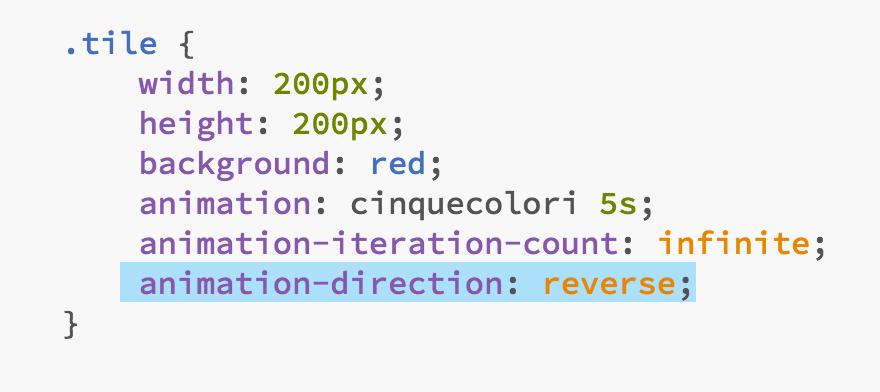 .tile {
    width: 200px;
    height: 200px;
    background: red;
    animation: cinquecolori 5s;
    animation-iteration-count: infinite;
    animation-direction: reverse;
}